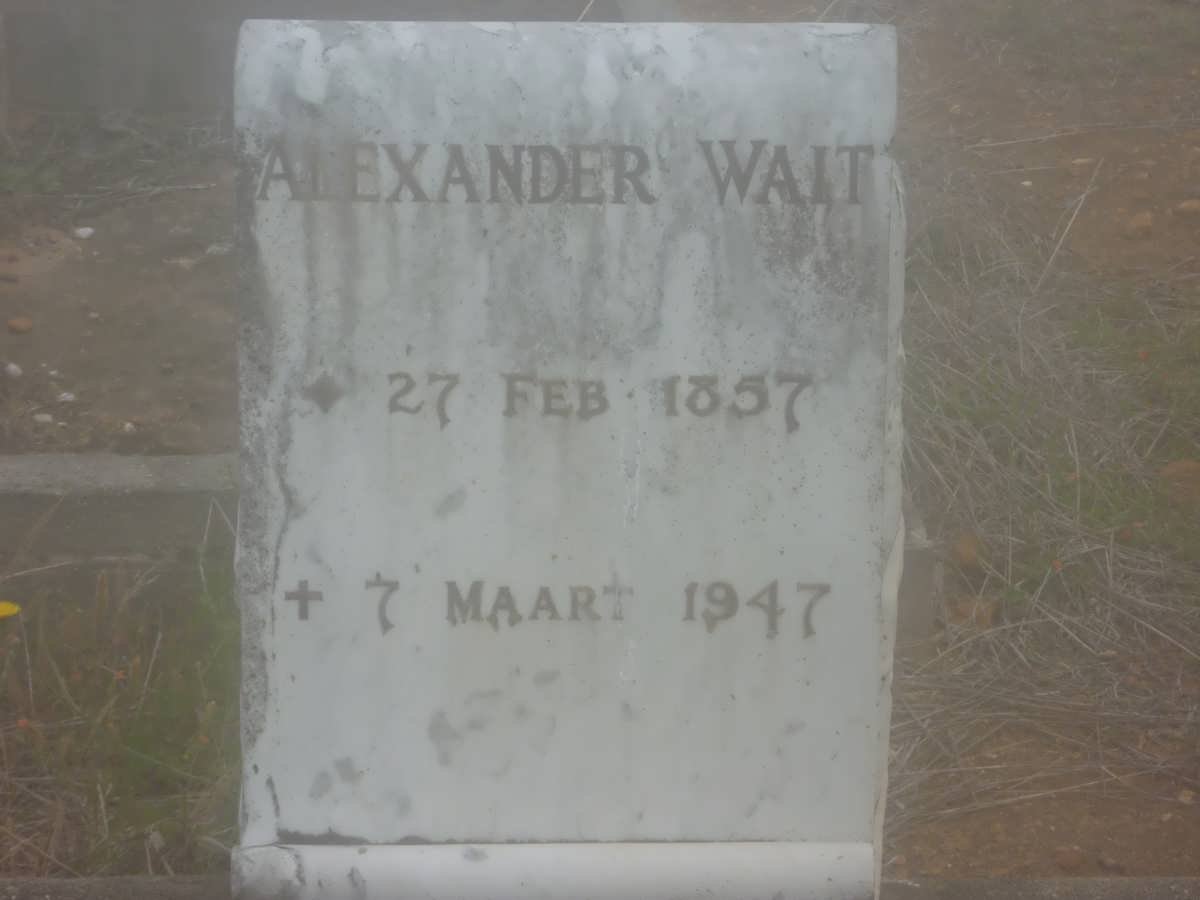 ALEXANDER WAIT
✦ 27 FEB 1857
✝ 7 MAART 1947